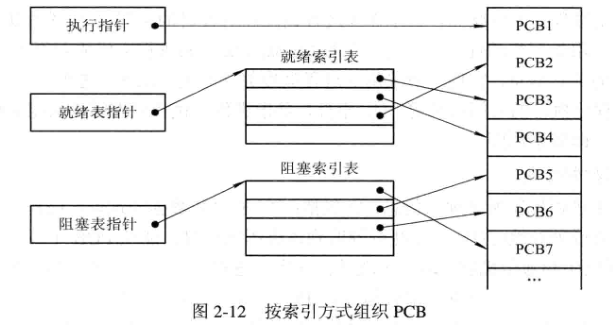 执行指针
PCB1
就绪索引表
PCB2
就绪表指针
PCB3
PCB4
阻塞索引表
PCB5
阻塞表指针
PCB6
PCB7
…
图 2-12 按索引方式组织 PCB